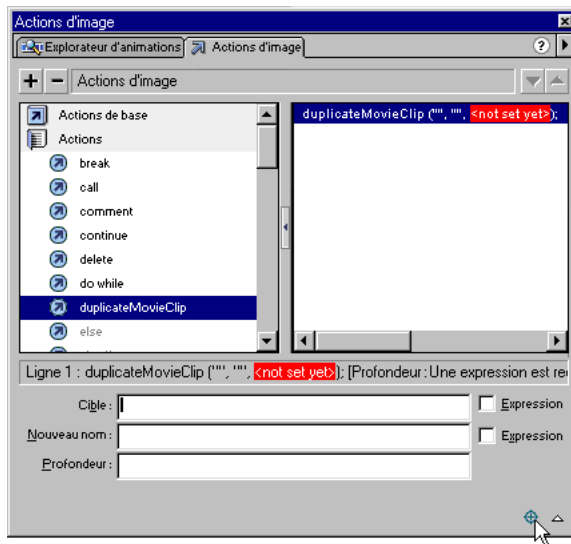 Actions d'image
Explorateur d'animations Actions d'image ?
+ − Actions d'image
Actions de base
Actions
break
call
comment
continue
delete
do while
duplicateMovieClip
else
duplicateMovieClip ("", "", <not set yet>);
Ligne 1 : duplicateMovieClip ("", "", <not set yet>); [Profondeur : Une expression est re
Cible :
Expression
Nouveau nom :
Expression
Profondeur :